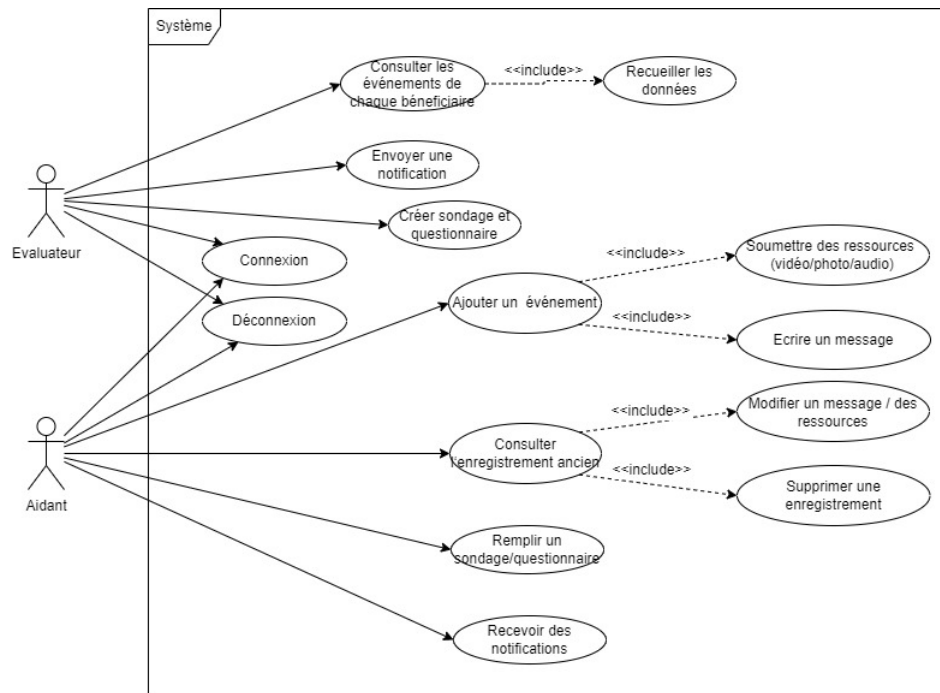 Système
Consulter les
événements de
chaque béneficiaire
<<include>>
Recueiller les
données
Envoyer une
notification
Evaluateur
Créer sondage et
questionnaire
Connexion
<<include>>
Soumettre des ressources
(vidéo/photo/audio)
Ajouter un événement
Déconnexion
<<include>>
Ecrire un message
Aidant
<<include>>
Modifier un message / des
ressources
Consulter
l'enregistrement ancien
<<include>>
Supprimer une
enregistrement
Remplir un
sondage/questionnaire
Recevoir des
notifications